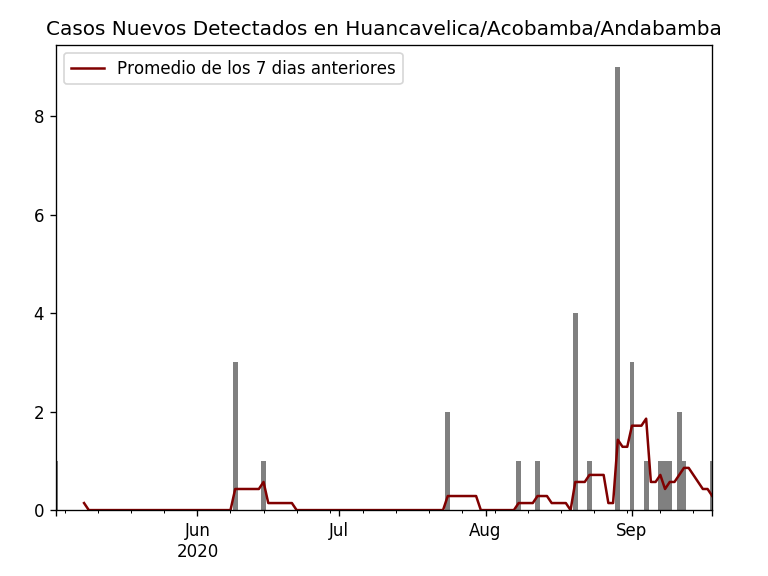 Casos Nuevos Detectados en Huancavelica/Acobamba/Andabamba
Promedio de los 7 dias anteriores
8
6
4
2
0
Jun Jul Aug Sep
2020